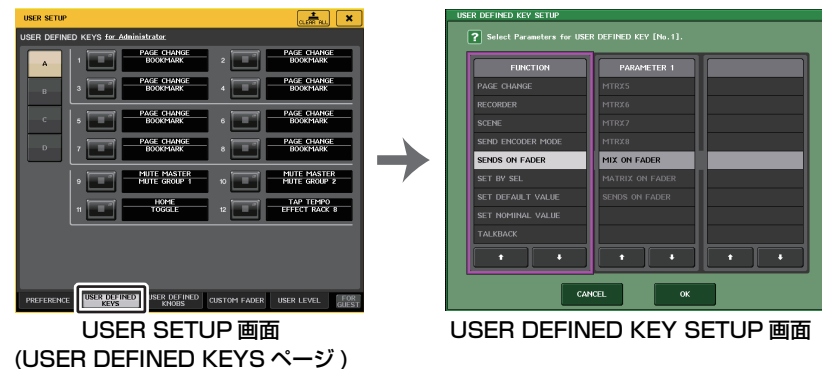 USER SETUP
CLEAR ALL
USER DEFINED KEYS for Administrator
A
B
C
D
1 PAGE CHANGE BOOKMARK
2 PAGE CHANGE BOOKMARK
3 PAGE CHANGE BOOKMARK
4 PAGE CHANGE BOOKMARK
5 PAGE CHANGE BOOKMARK
6 PAGE CHANGE BOOKMARK
7 PAGE CHANGE BOOKMARK
8 PAGE CHANGE BOOKMARK
9 MUTE MASTER MUTE GROUP 1
10 MUTE MASTER MUTE GROUP 2
11 HOME TOGGLE
12 TAP TEMPO EFFECT RACK 8
PREFERENCE USER DEFINED KEYS USER DEFINED KNOBS CUSTOM FADER USER LEVEL FOR GUEST
USER SETUP 画面
(USER DEFINED KEYS ページ)
USER DEFINED KEY SETUP
? Select Parameters for USER DEFINED KEY [No.1].
FUNCTION PARAMETER 1
PAGE CHANGE MTRX5
RECORDER MTRX6
SCENE MTRX7
SEND ENCODER MODE MTRX8
SENDS ON FADER MIX ON FADER
SET BY SEL MATRIX ON FADER
SET DEFAULT VALUE SENDS ON FADER
SET NOMINAL VALUE
TALKBACK
CANCEL OK
USER DEFINED KEY SETUP 画面